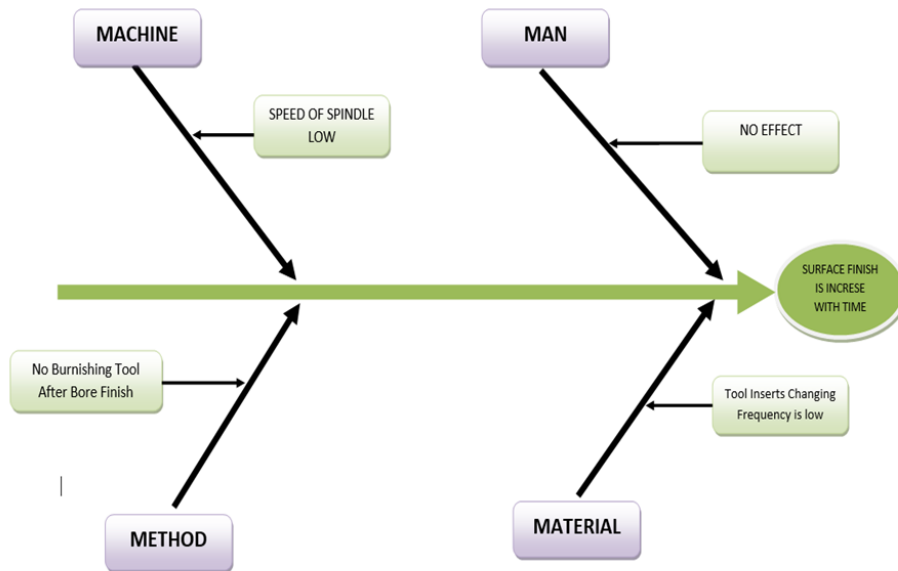 MACHINE
MAN
SPEED OF SPINDLE
LOW
NO EFFECT
SURFACE FINISH
IS INCRESE
WITH TIME
No Burnishing Tool
After Bore Finish
Tool Inserts Changing
Frequency is low
METHOD
MATERIAL